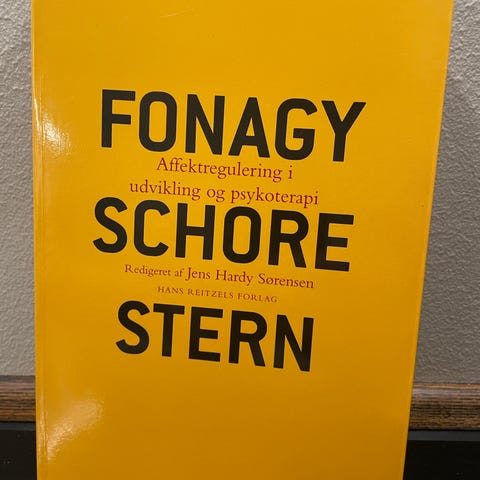 FONAGY
Affektregulering i
udvikling og psykoterapi
SCHORE
Redigeret af Jens Hardy Sørensen
HANS REITZELS FORLAG
STERN